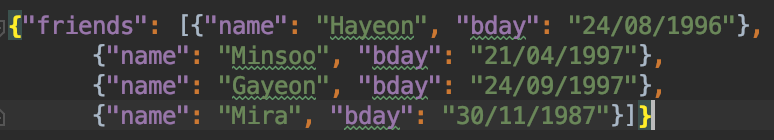 {"friends": [{"name": "Hayeon", "bday": "24/08/1996"},
{"name": "Minsoo", "bday": "21/04/1997"},
{"name": "Gayeon", "bday": "24/09/1997"},
{"name": "Mira", "bday": "30/11/1987"}]}